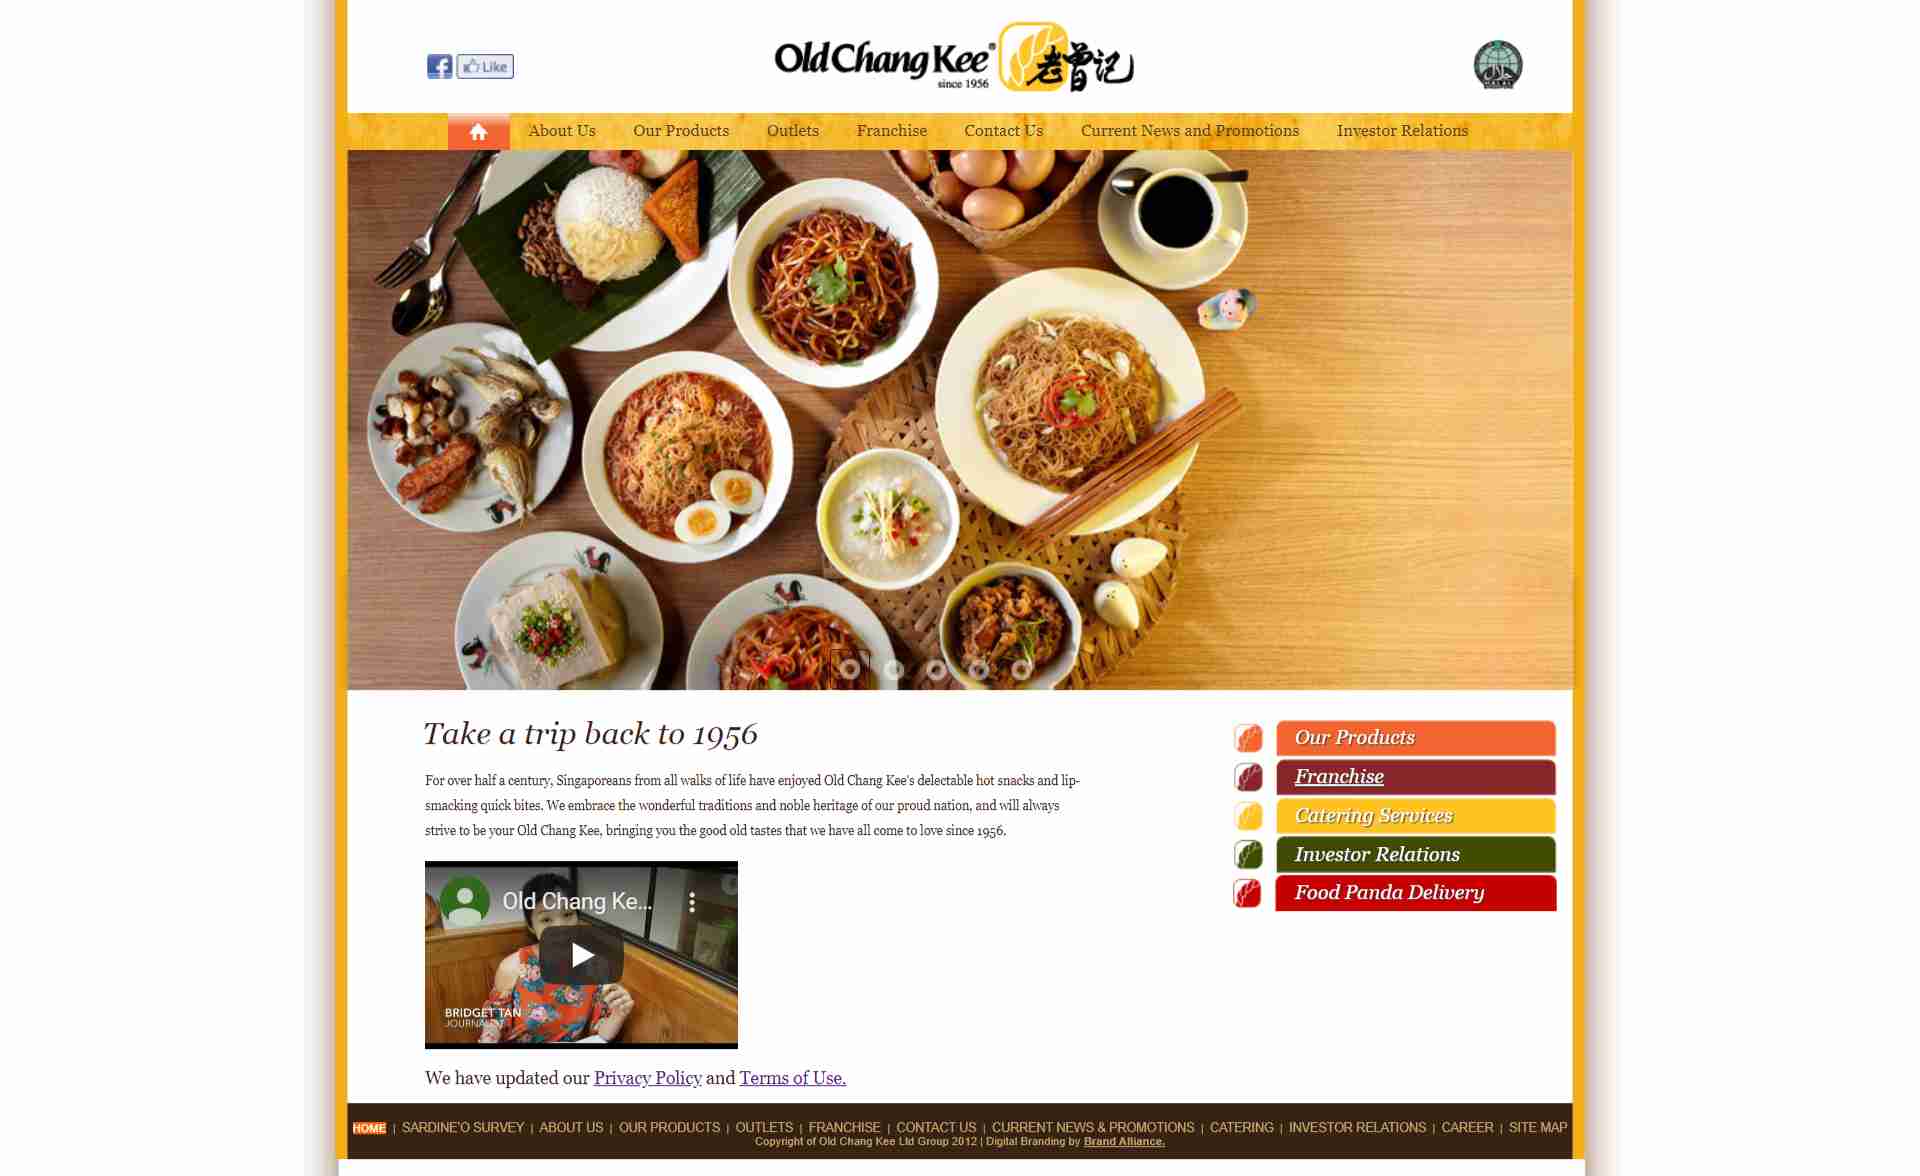 Like
Old Chang Kee®
since 1956
老曾记
About Us
Our Products
Outlets
Franchise
Contact Us
Current News and Promotions
Investor Relations
Take a trip back to 1956
For over half a century, Singaporeans from all walks of life have enjoyed Old Chang Kee's delectable hot snacks and lip-
smacking quick bites. We embrace the wonderful traditions and noble heritage of our proud nation, and will always
strive to be your Old Chang Kee, bringing you the good old tastes that we have all come to love since 1956.
Our Products
Franchise
Catering Services
Investor Relations
Food Panda Delivery
Old Chang Ke...
BRIDGET TAN
JOURNALIST
We have updated our Privacy Policy and Terms of Use.
HOME | SARDINE'O SURVEY | ABOUT US | OUR PRODUCTS | OUTLETS | FRANCHISE | CONTACT US | CURRENT NEWS & PROMOTIONS | CATERING | INVESTOR RELATIONS | CAREER | SITE MAP
Copyright of Old Chang Kee Ltd Group 2012 | Digital Branding by Brand Alliance.